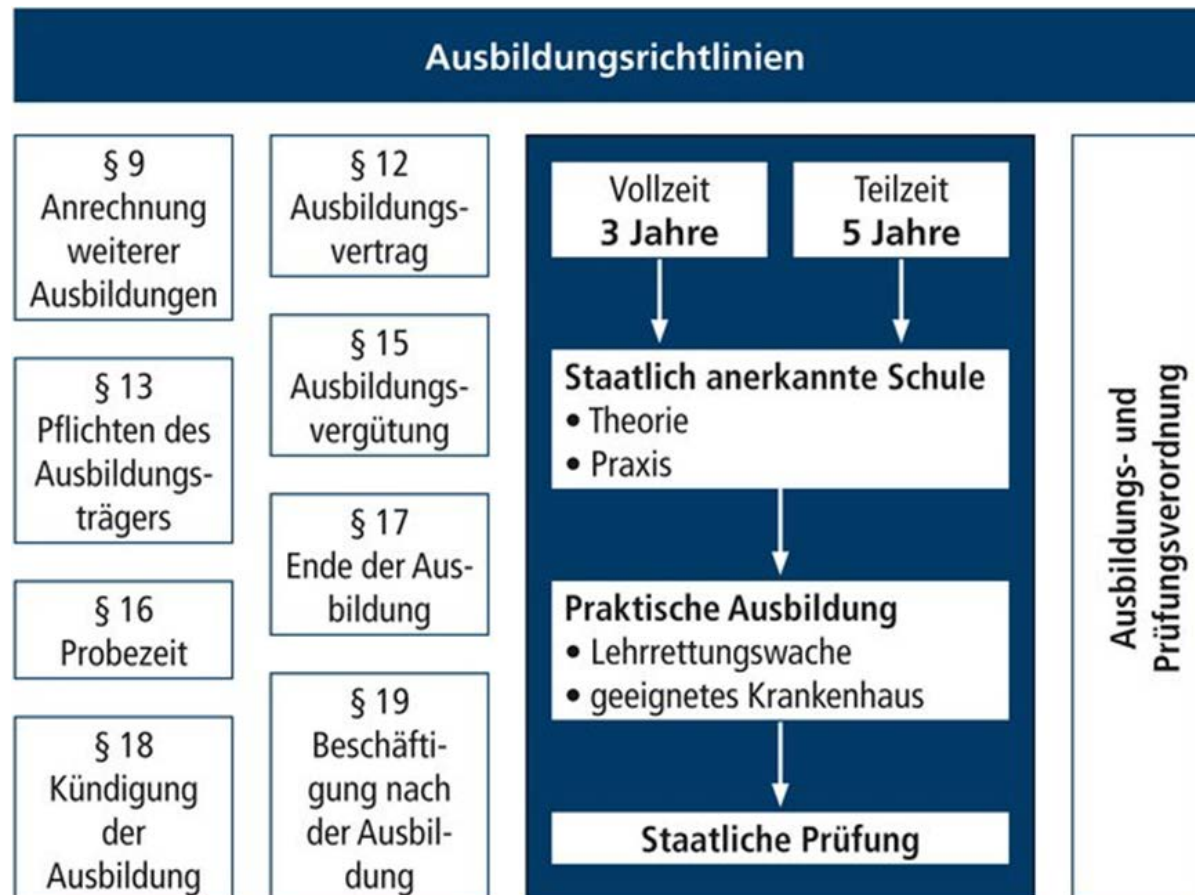 Ausbildungsrichtlinien
§ 9
Anrechnung
weiterer
Ausbildungen
§ 13
Pflichten des
Ausbildungs-
trägers
§ 16
Probezeit
§ 18
Kündigung
der
Ausbildung
§ 12
Ausbildungs-
vertrag
§ 15
Ausbildungs-
vergütung
§ 17
Ende der Aus-
bildung
§ 19
Beschäfti-
gung nach
der Ausbil-
dung
Vollzeit
3 Jahre
Teilzeit
5 Jahre
Staatlich anerkannte Schule
• Theorie
• Praxis
Praktische Ausbildung
• Lehrrettungswache
• geeignetes Krankenhaus
Staatliche Prüfung
Ausbildungs- und
Prüfungsverordnung